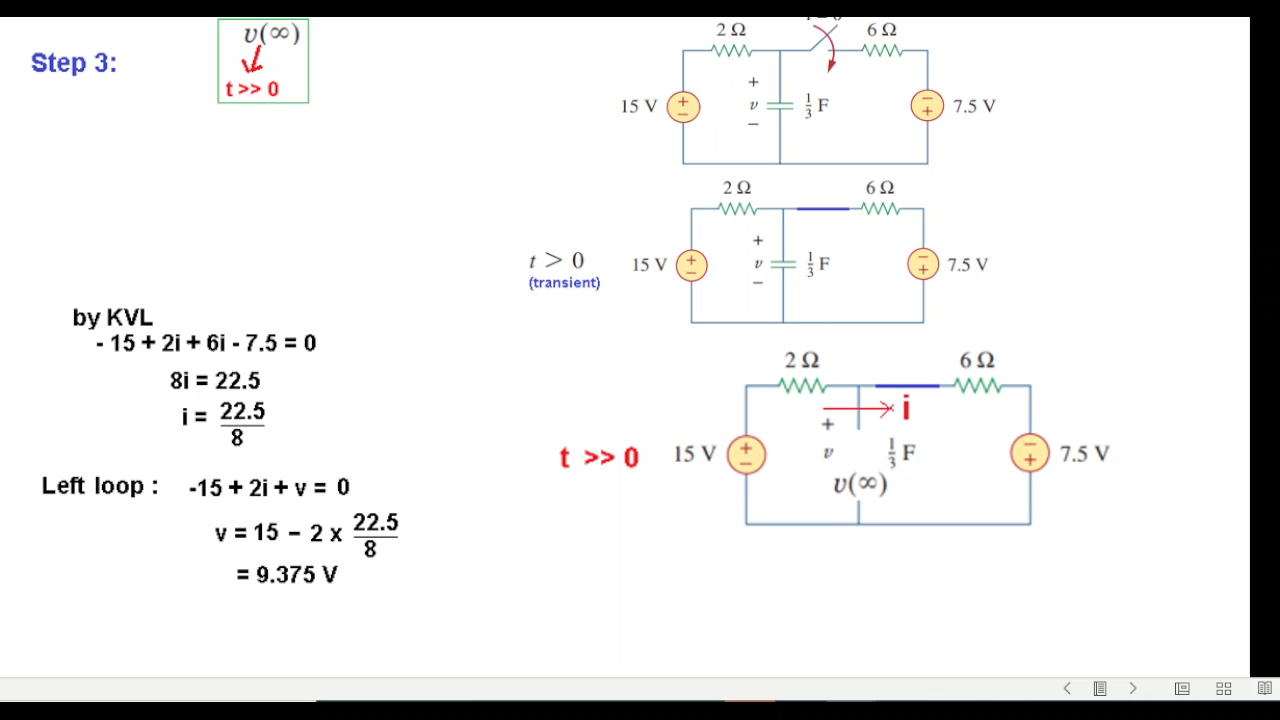 Step 3:
v(∞)
t >> 0
2 Ω
6 Ω
15 V
+
v
−
1/3 F
7.5 V
t > 0
(transient)
2 Ω
6 Ω
15 V
+
v
−
1/3 F
7.5 V
by KVL
- 15 + 2i + 6i - 7.5 = 0
8i = 22.5
i = 22.5/8
Left loop : -15 + 2i + v = 0
v = 15 − 2 x 22.5/8
= 9.375 V
t >> 0
2 Ω
6 Ω
i
15 V
+
v
1/3 F
v(∞)
7.5 V